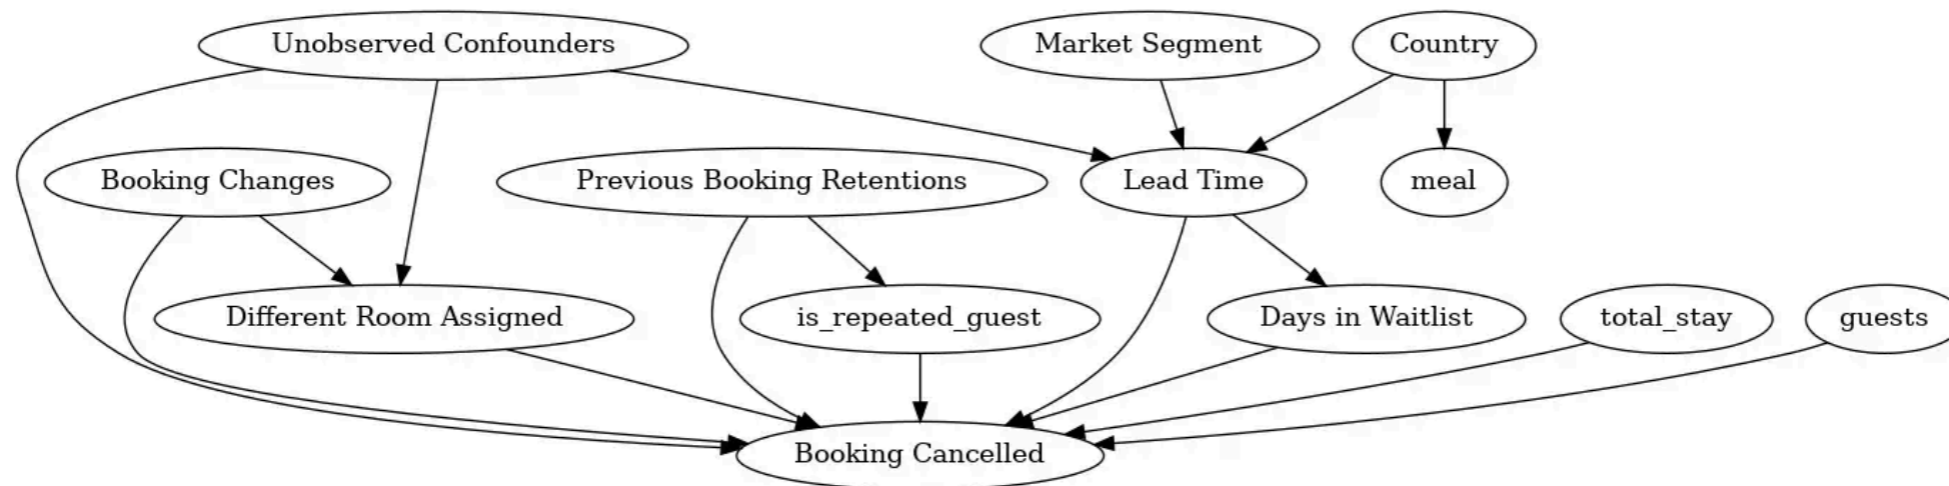 Unobserved Confounders
Market Segment
Country
Booking Changes
Previous Booking Retentions
Lead Time
meal
Different Room Assigned
is_repeated_guest
Days in Waitlist
total_stay
guests
Booking Cancelled